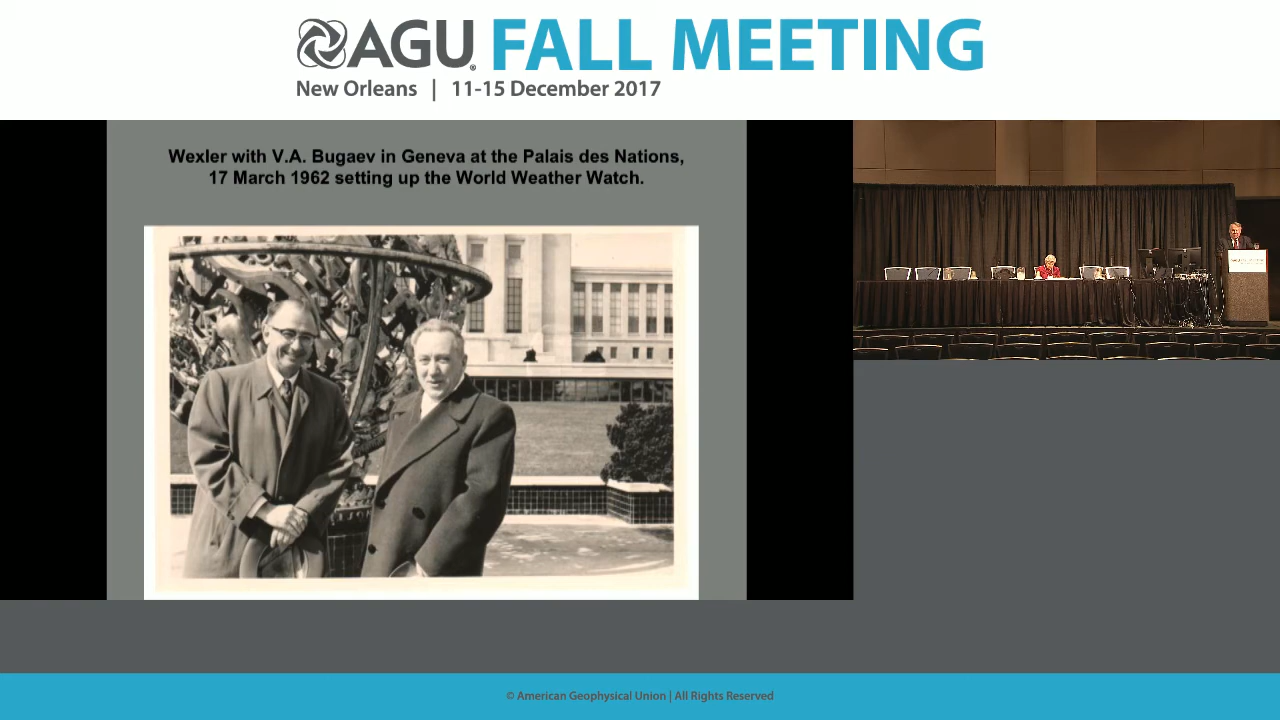 AGU FALL MEETING
New Orleans | 11-15 December 2017
Wexler with V.A. Bugaev in Geneva at the Palais des Nations,
17 March 1962 setting up the World Weather Watch.
© American Geophysical Union | All Rights Reserved